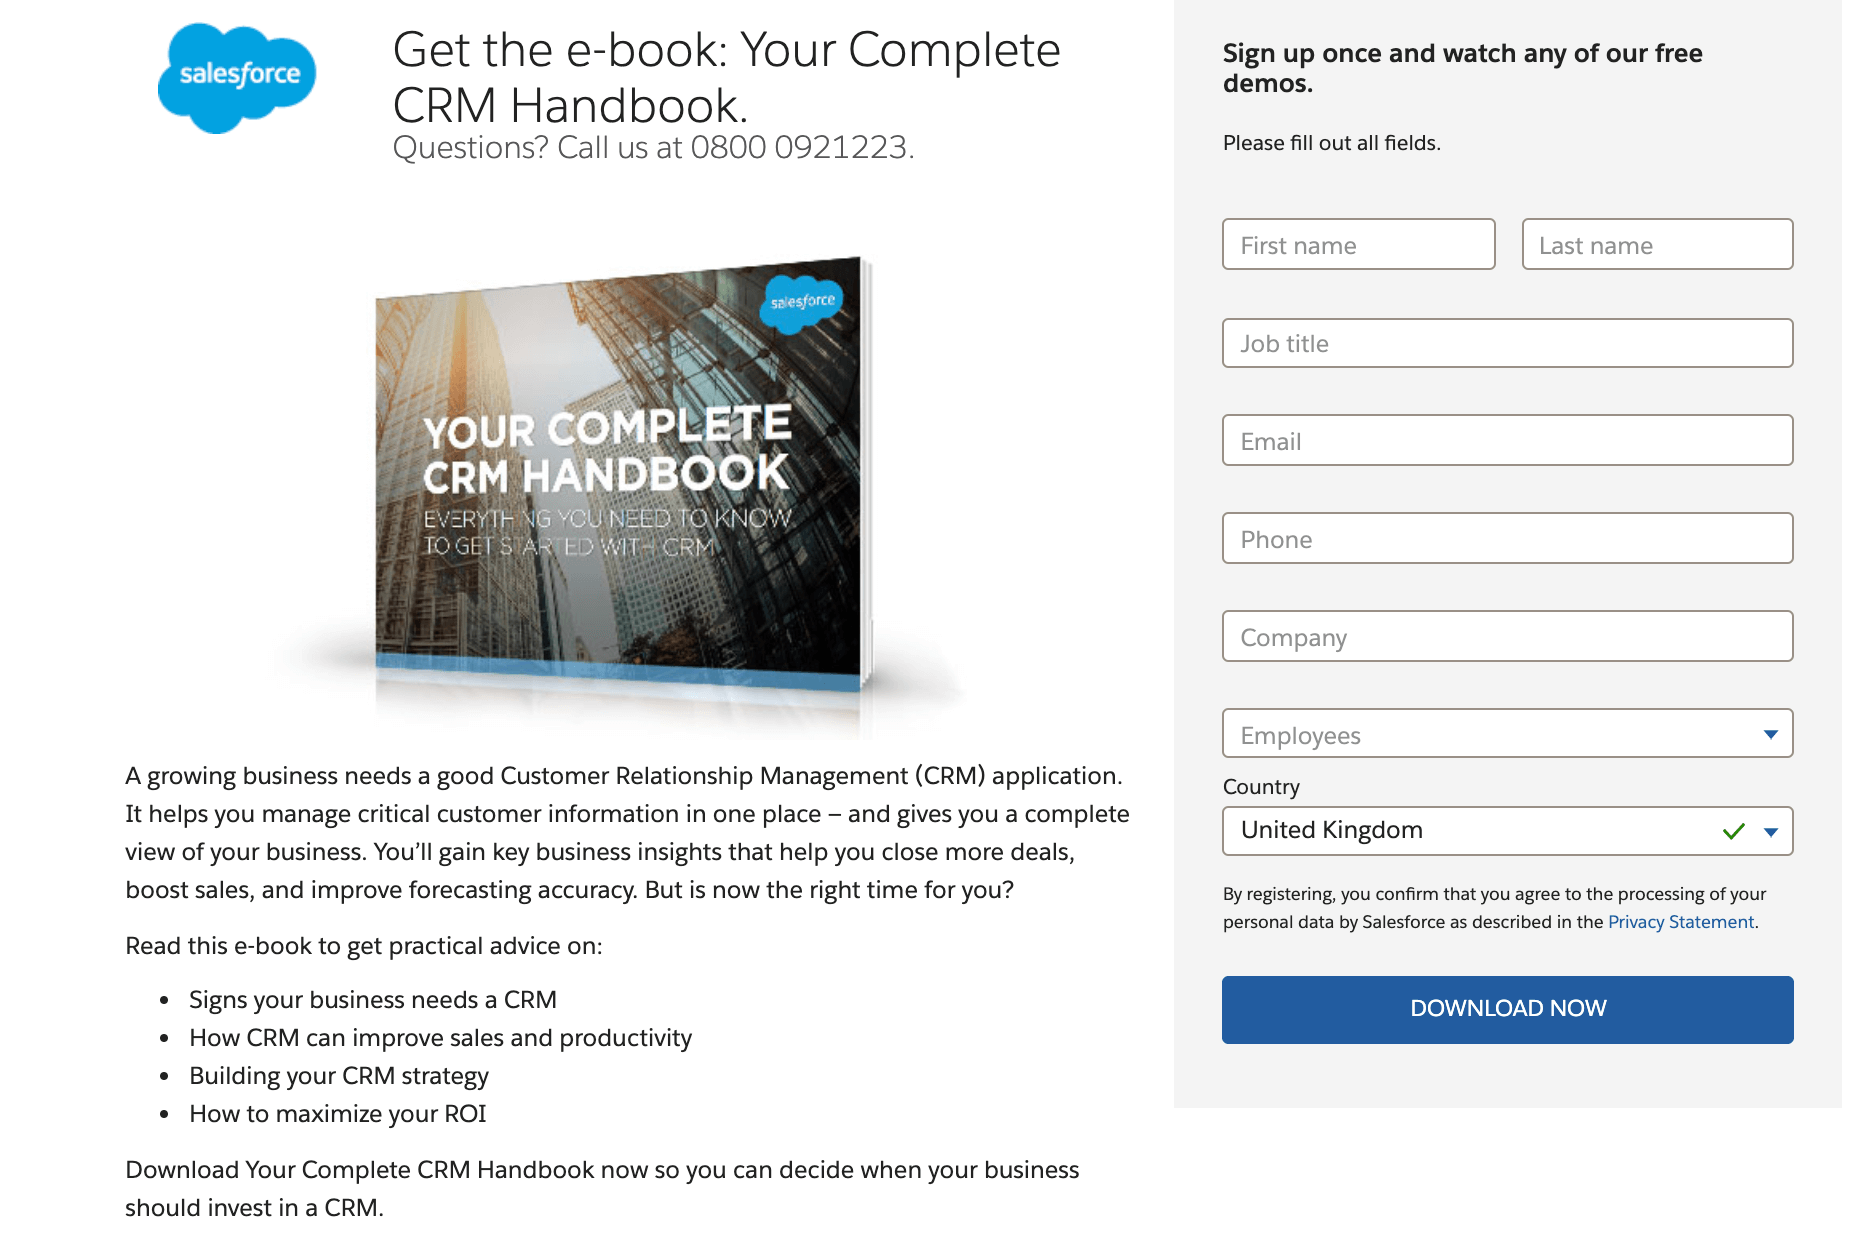 salesforce
Get the e-book: Your Complete
CRM Handbook.
Questions? Call us at 0800 0921223.
salesforce
YOUR COMPLETE
CRM HANDBOOK
EVERYTHING YOU NEED TO KNOW
TO GET STARTED WITH CRM
A growing business needs a good Customer Relationship Management (CRM) application.
It helps you manage critical customer information in one place – and gives you a complete
view of your business. You’ll gain key business insights that help you close more deals,
boost sales, and improve forecasting accuracy. But is now the right time for you?
Read this e-book to get practical advice on:
• Signs your business needs a CRM
• How CRM can improve sales and productivity
• Building your CRM strategy
• How to maximize your ROI
Download Your Complete CRM Handbook now so you can decide when your business
should invest in a CRM.
Sign up once and watch any of our free
demos.
Please fill out all fields.
First name
Last name
Job title
Email
Phone
Company
Employees
Country
United Kingdom
By registering, you confirm that you agree to the processing of your
personal data by Salesforce as described in the Privacy Statement.
DOWNLOAD NOW